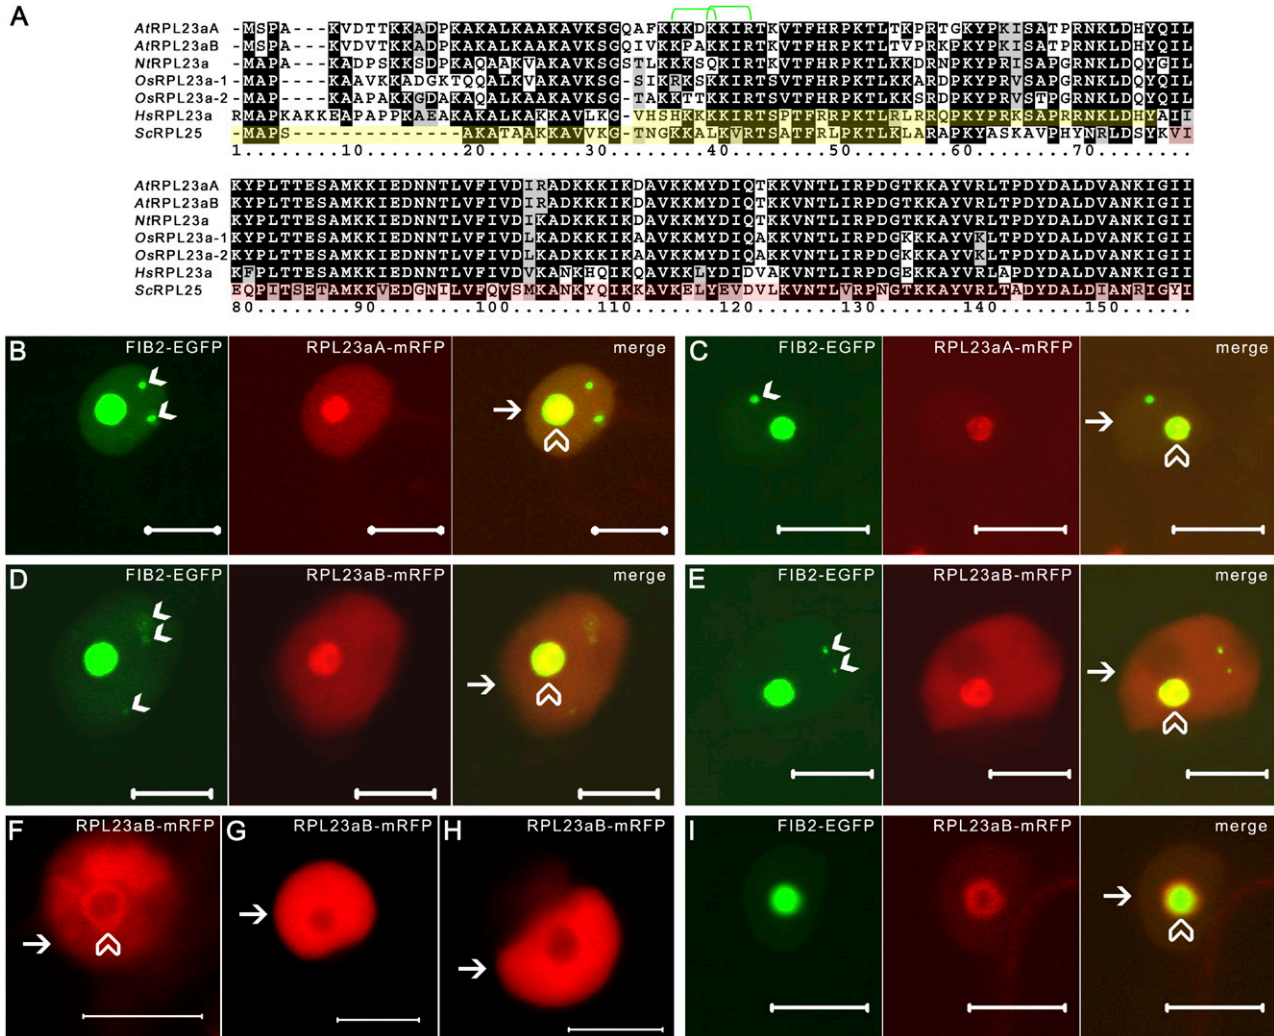 A
AtRPL23aA -MSPA---KVDTTKKADPKAKALKAAKAVKSGQAFKKKDKKIRTKVTFHRPKTLTKPRTGKYPKISATPRNKLDHYQIL
AtRPL23aB -MSPA---KVDVTKKADPKAKALKAAKAVKSGQIVKKPAKKIRTKVTFHRPKTLTVPRKPKYPKISATPRNKLDHYQIL
NtRPL23a -MAPA---KADPSKKSDPKAQAAKVAKAVKSGSTLKKKSQKIRTKVTFHRPKTLKKDRNPKYPRISAPGRNKLDQYGIL
OsRPL23a-1 -MAP----KAAVKKADGKTQQALKVAKAVKSG-SIKRKSKKIRTSVTFHRPKTLKKARDPKYPRVSAPGRNKLDQYQIL
OsRPL23a-2 -MAP----KAAPAKKGDAKAQALKAAKAVKSG-TAKKTTKKIRTSVTFHRPKTLKKKRDPKYPRVSTPGRNKLDQYQIL
HsRPL23a RMAPKAKKEAPAPPKAEAKAKALKAKKAVLKG-VHSHKKKKIRTSPTFRRPKTLRLRRQPKYPRKSAPRRNKLDHYAII
ScRPL25 -MAPS--------------AKATAAKKAVVKG-TNGKKALKVRTSATFRLPKTLKLARAPKYASKAVPHYNRLDSYKVI
1........10........20........30........40........50........60........70.........
AtRPL23aA KYPLTTESAMKKIEDNNTLVFIVDIRADKKKIKDAVKKMYDIQTKKVNTLIRPDGTKKAYVRLTPDYDALDVANKIGII
AtRPL23aB KYPLTTESAMKKIEDNNTLVFIVDIRADKKKIKDAVKKMYDIQTKKVNTLIRPDGTKKAYVRLTPDYDALDVANKIGII
NtRPL23a KYPLTTESAMKKIEDNNTLVFIVDIKADKKKIKDAVKKMYDIQTKKVNTLIRPDGTKKAYVRLTPDYDALDVANKIGII
OsRPL23a-1 KYPLTTESAMKKIEDNNTLVFIVDLKADKKKIKAAVKKMYDIQAKKVNTLIRPDGKKKAYVKLTPDYDALDVANKIGII
OsRPL23a-2 KYPLTTESAMKKIEDNNTLVFIVDLKADKKKIKAAVKKMYDIQAKKVNTLIRPDGTKKAYVKLTPDYDALDVANKIGII
HsRPL23a KFPLTTESAMKKIEDNNTLVFIVDVKANKHQIKQAVKKLYDIDVAKVNTLIRPDGEKKAYVRLAPDYDALDVANKIGII
ScRPL25 EQPITSETAMKKVEDGNILVFQVSMKANKYQIKKAVKELYEVDVLKVNTLVRPNGTKKAYVRLTADYDALDIANRIGYI
80........90........100.......110.......120.......130.......140.......150.......
B FIB2-EGFP RPL23aA-mRFP merge
C FIB2-EGFP RPL23aA-mRFP merge
D FIB2-EGFP RPL23aB-mRFP merge
E FIB2-EGFP RPL23aB-mRFP merge
F RPL23aB-mRFP
G RPL23aB-mRFP
H RPL23aB-mRFP
I FIB2-EGFP RPL23aB-mRFP merge